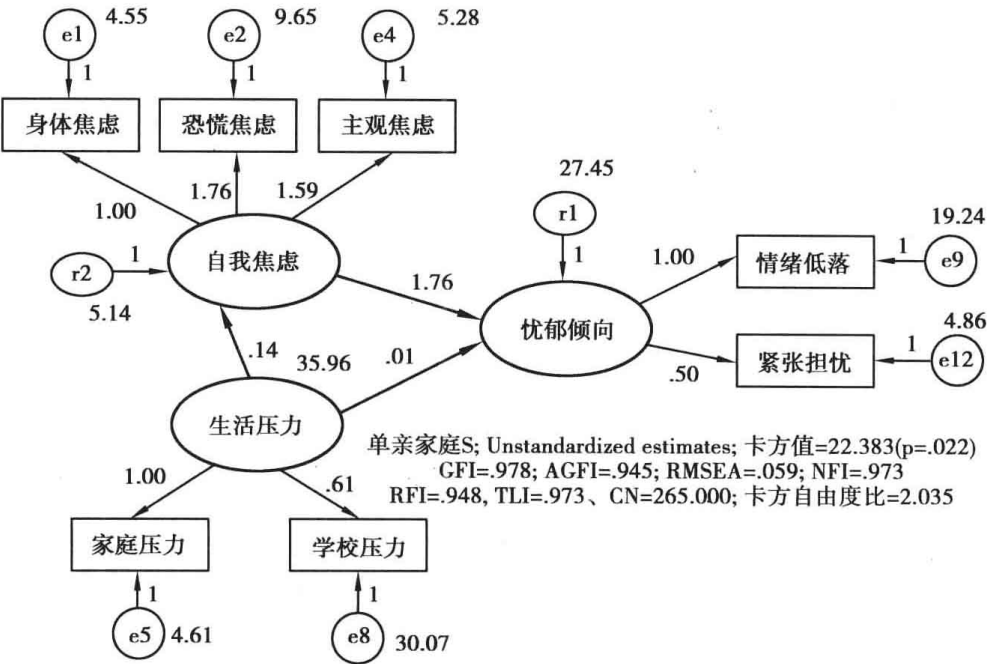 4.55
9.65
5.28
e1
e2
e4
1
1
1
身体焦虑
恐慌焦虑
主观焦虑
1.00
1.76
1.59
27.45
r1
1
自我焦虑
r2
1
5.14
1.76
忧郁倾向
1.00
情绪低落
1
19.24
e9
.50
紧张担忧
1
4.86
e12
.14
35.96
.01
生活压力
单亲家庭S; Unstandardized estimates; 卡方值=22.383(p=.022)
GFI=.978; AGFI=.945; RMSEA=.059; NFI=.973
RFI=.948, TLI=.973、CN=265.000; 卡方自由度比=2.035
1.00
.61
家庭压力
学校压力
1
1
e5
4.61
e8
30.07